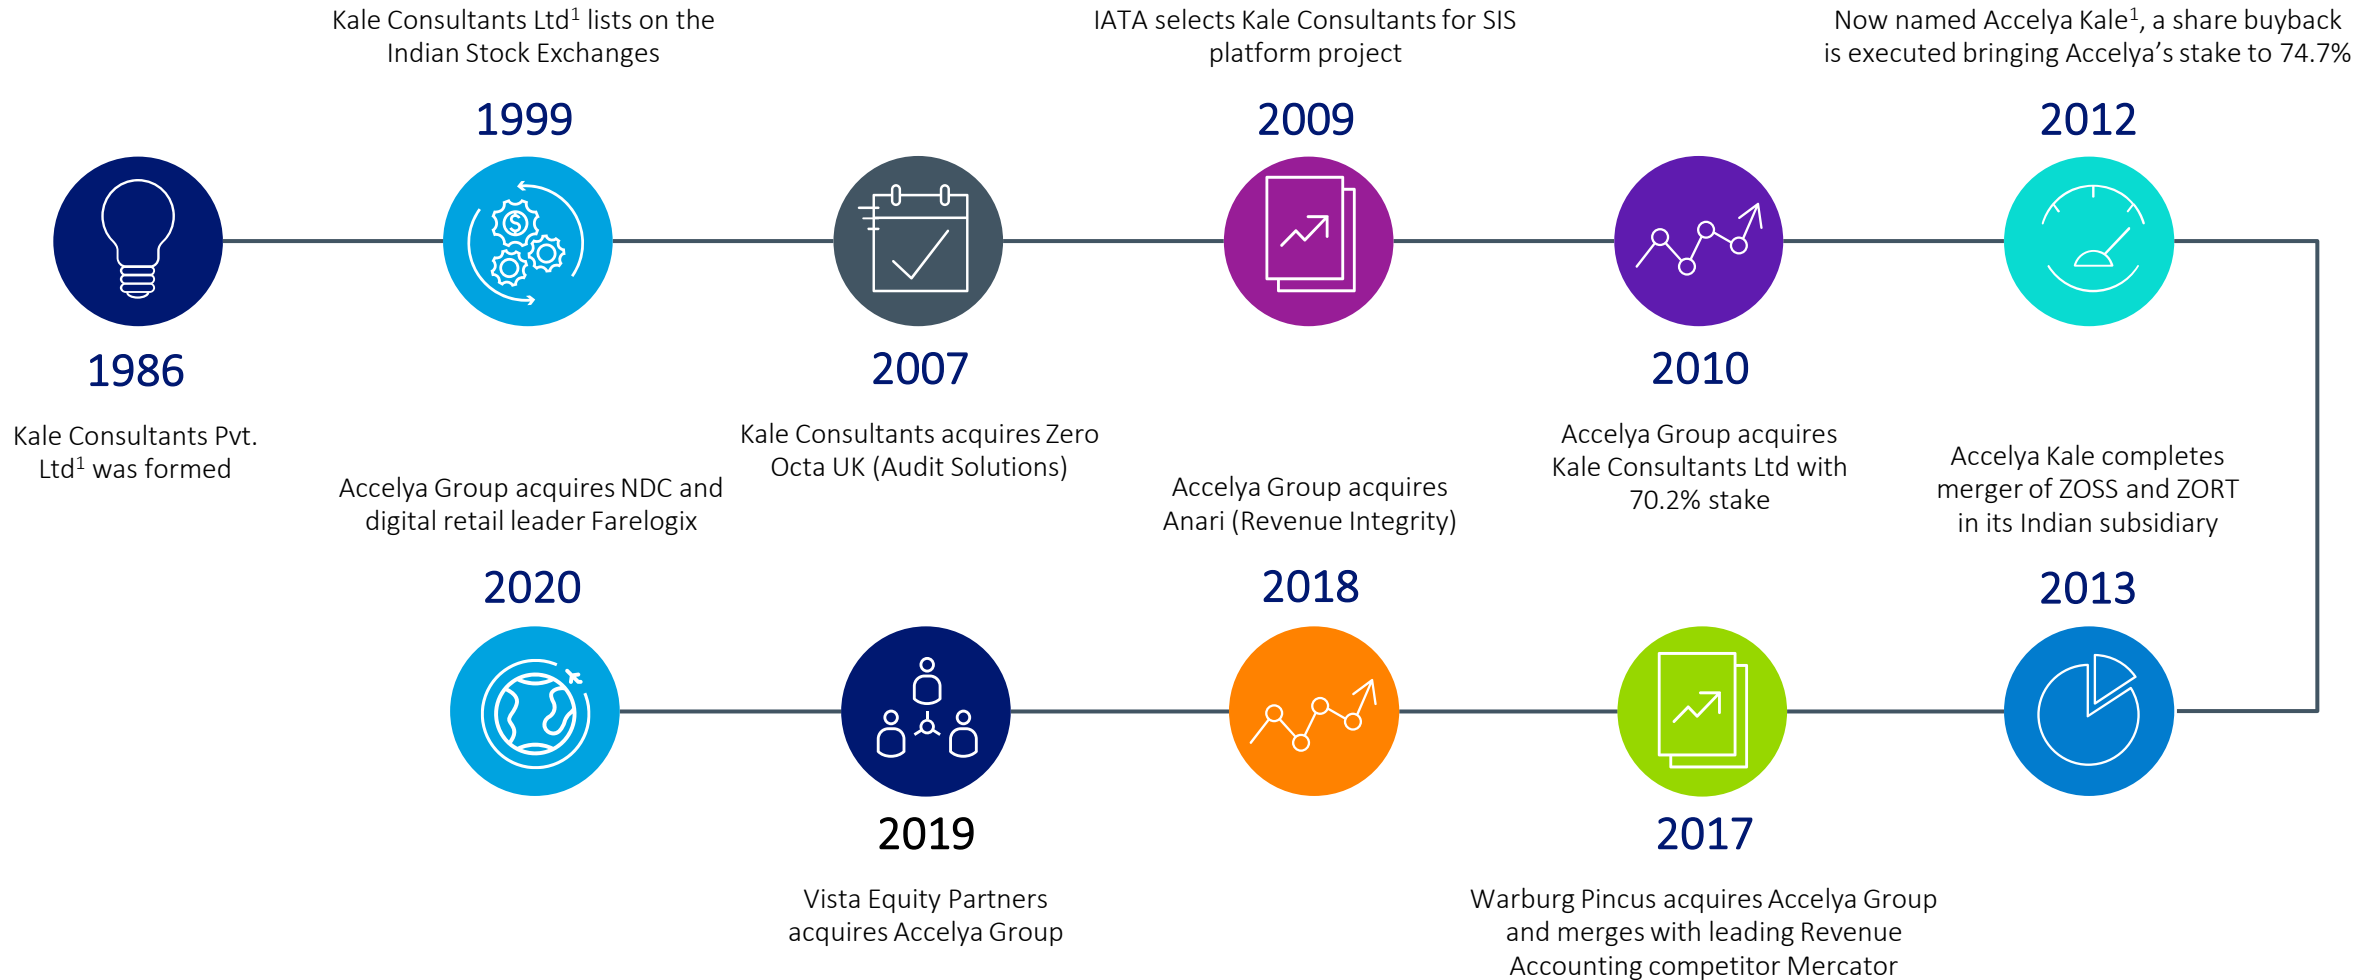 Kale Consultants Ltd¹ lists on the
Indian Stock Exchanges
1999
IATA selects Kale Consultants for SIS
platform project
2009
Now named Accelya Kale¹, a share buyback
is executed bringing Accelya’s stake to 74.7%
2012
$
1986
Kale Consultants Pvt.
Ltd¹ was formed
2007
Kale Consultants acquires Zero
Octa UK (Audit Solutions)
2010
Accelya Group acquires
Kale Consultants Ltd with
70.2% stake
Accelya Kale completes
merger of ZOSS and ZORT
in its Indian subsidiary
2013
Warburg Pincus acquires Accelya Group
and merges with leading Revenue
Accounting competitor Mercator
2017
Accelya Group acquires
Anari (Revenue Integrity)
2018
2019
Vista Equity Partners
acquires Accelya Group
Accelya Group acquires NDC and
digital retail leader Farelogix
2020